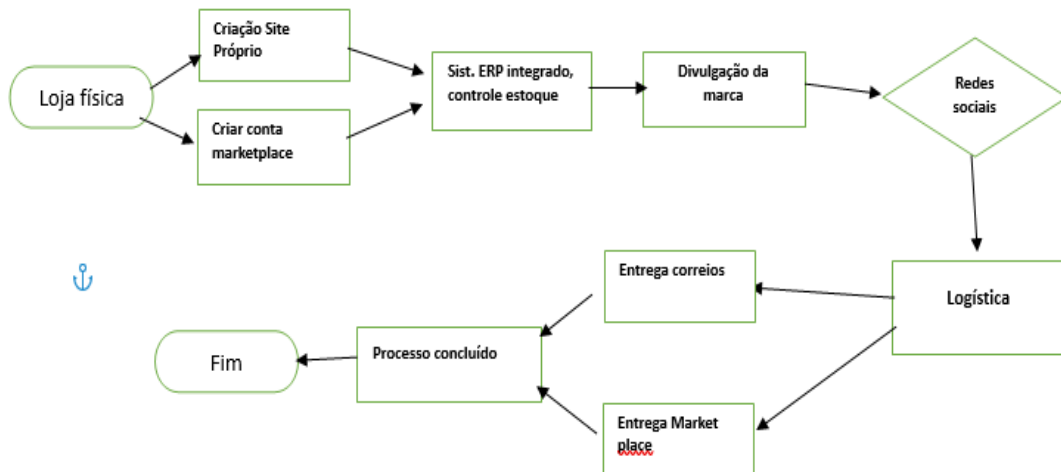 Loja física
Criação Site
Próprio
Criar conta
marketplace
Sist. ERP integrado,
controle estoque
Divulgação da
marca
Redes
sociais
Logística
Entrega correios
Entrega Market
place
Processo concluído
Fim